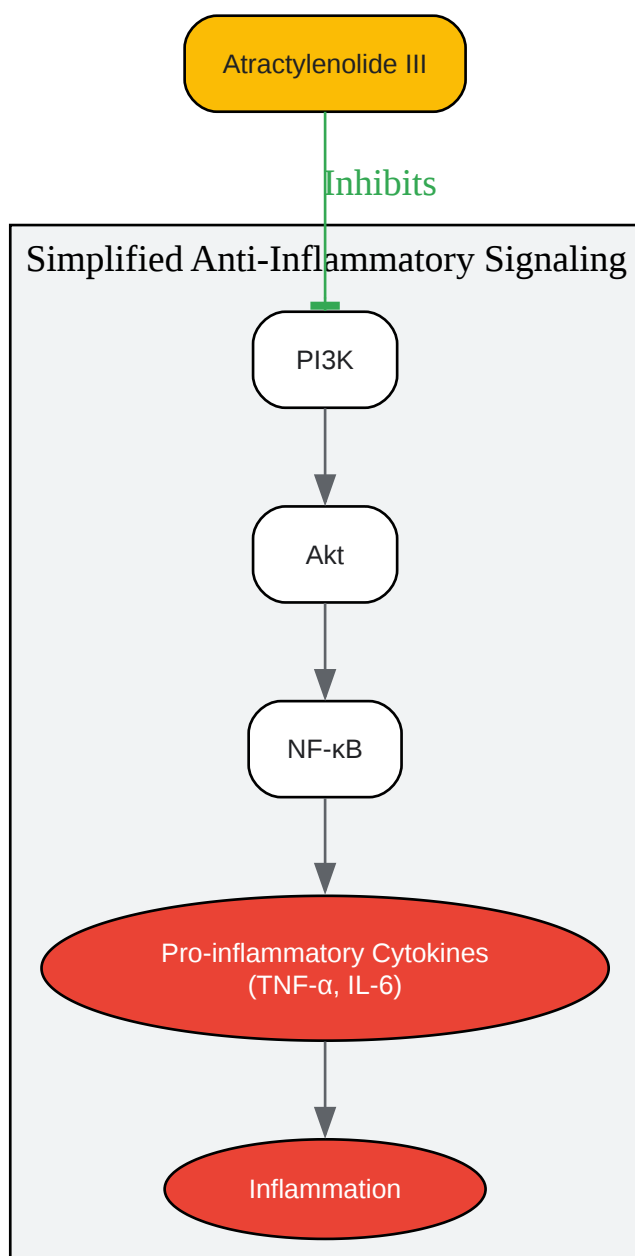 Atractylenolide III
Inhibits
Simplified Anti-Inflammatory Signaling
PI3K
Akt
NF-κB
Pro-inflammatory Cytokines
(TNF-α, IL-6)
Inflammation